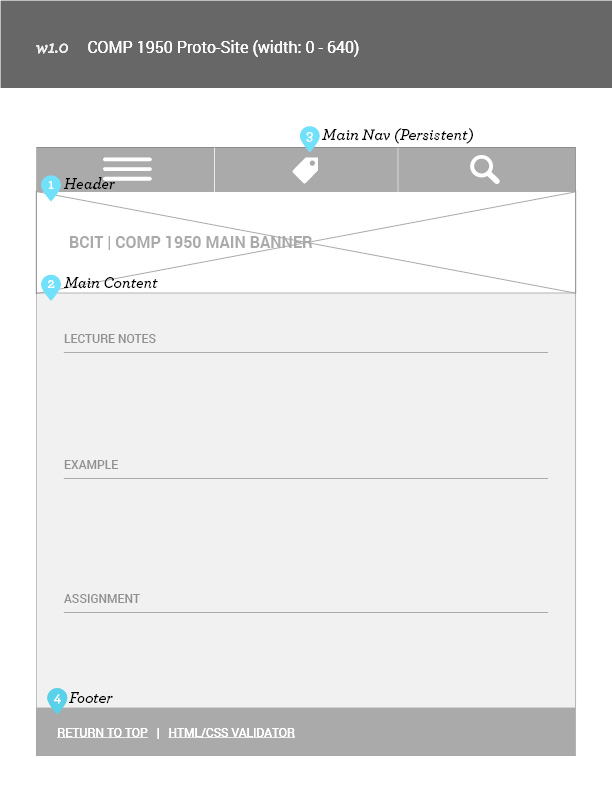 w1.0 COMP 1950 Proto-Site (width: 0 - 640)
3 Main Nav (Persistent)
1 Header
BCIT | COMP 1950 MAIN BANNER
2 Main Content
LECTURE NOTES
EXAMPLE
ASSIGNMENT
4 Footer
RETURN TO TOP | HTML/CSS VALIDATOR